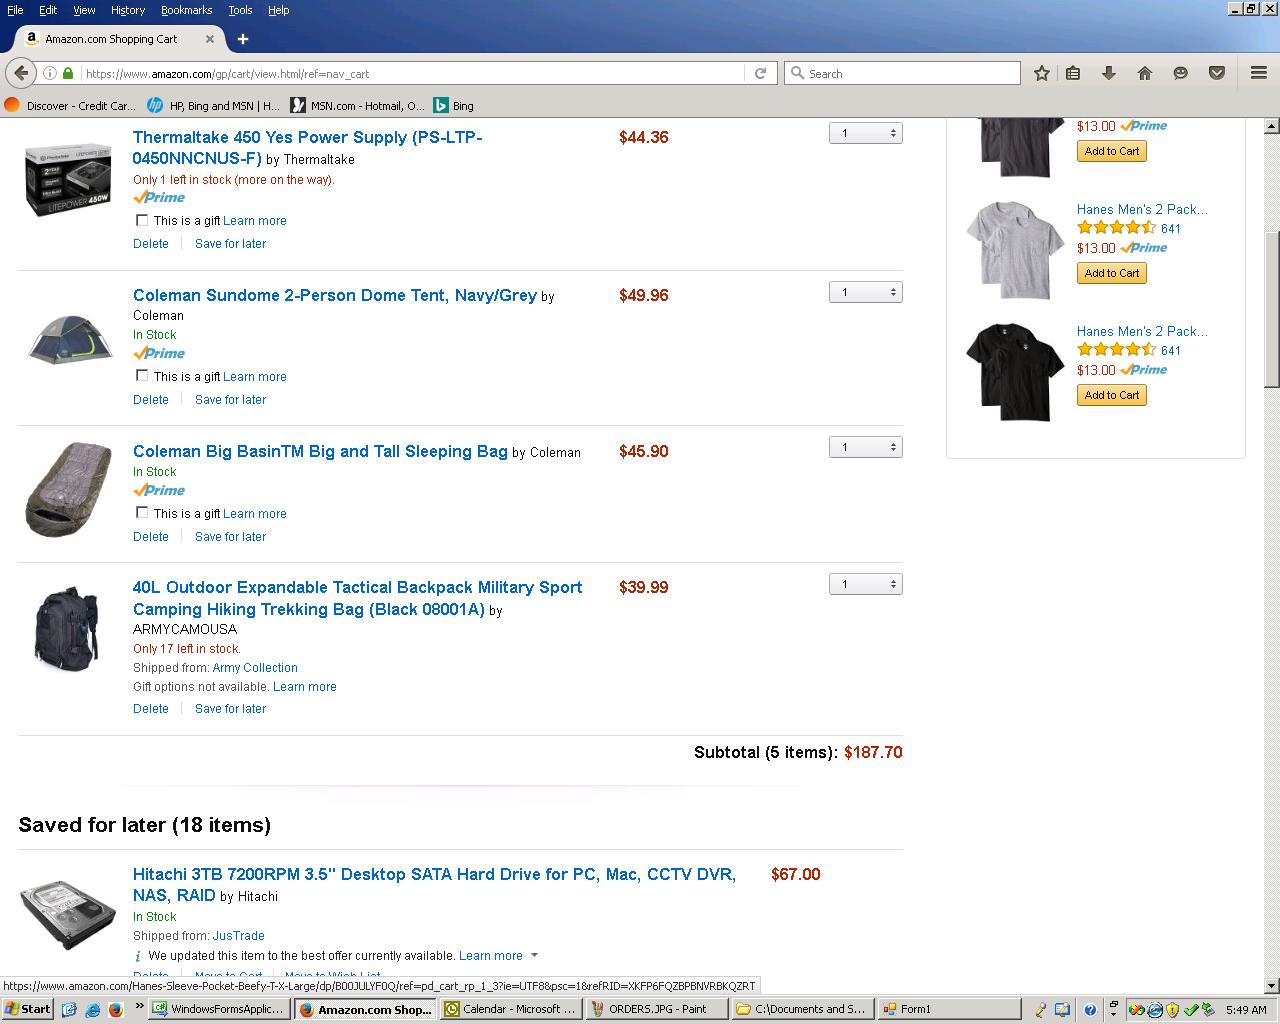 File Edit View History Bookmarks Tools Help
Amazon.com Shopping Cart
https://www.amazon.com/gp/cart/view.html/ref=nav_cart
Search
Discover - Credit Car...
HP, Bing and MSN | H...
MSN.com - Hotmail, O...
Bing
Thermaltake 450 Yes Power Supply (PS-LTP-
0450NNCNUS-F) by Thermaltake
Only 1 left in stock (more on the way).
Prime
This is a gift Learn more
Delete Save for later
$44.36
1
LITEPOWER 450W
Coleman Sundome 2-Person Dome Tent, Navy/Grey by
Coleman
In Stock
Prime
This is a gift Learn more
Delete Save for later
$49.96
1
Coleman Big BasinTM Big and Tall Sleeping Bag by Coleman
In Stock
Prime
This is a gift Learn more
Delete Save for later
$45.90
1
40L Outdoor Expandable Tactical Backpack Military Sport
Camping Hiking Trekking Bag (Black 08001A) by
ARMYCAMOUSA
Only 17 left in stock.
Shipped from: Army Collection
Gift options not available. Learn more
Delete Save for later
$39.99
1
Subtotal (5 items): $187.70
$13.00 Prime
Add to Cart
Hanes Men's 2 Pack...
641
$13.00 Prime
Add to Cart
Hanes Men's 2 Pack...
641
$13.00 Prime
Add to Cart
Saved for later (18 items)
Hitachi 3TB 7200RPM 3.5" Desktop SATA Hard Drive for PC, Mac, CCTV DVR,
NAS, RAID by Hitachi
In Stock
Shipped from: JusTrade
We updated this item to the best offer currently available. Learn more
Delete Move to Cart Move to Wish List
$67.00
https://www.amazon.com/Hanes-Sleeve-Pocket-Beefy-T-X-Large/dp/B00JULYF0Q/ref=pd_cart_rp_1_3?ie=UTF8&psc=1&refRID=XKFP6FQZBPBNVRBKQZRT
Start
WindowsFormsApplic...
Amazon.com Shop...
Calendar - Microsoft ...
ORDERS.JPG - Paint
C:\Documents and S...
Form1
5:49 AM